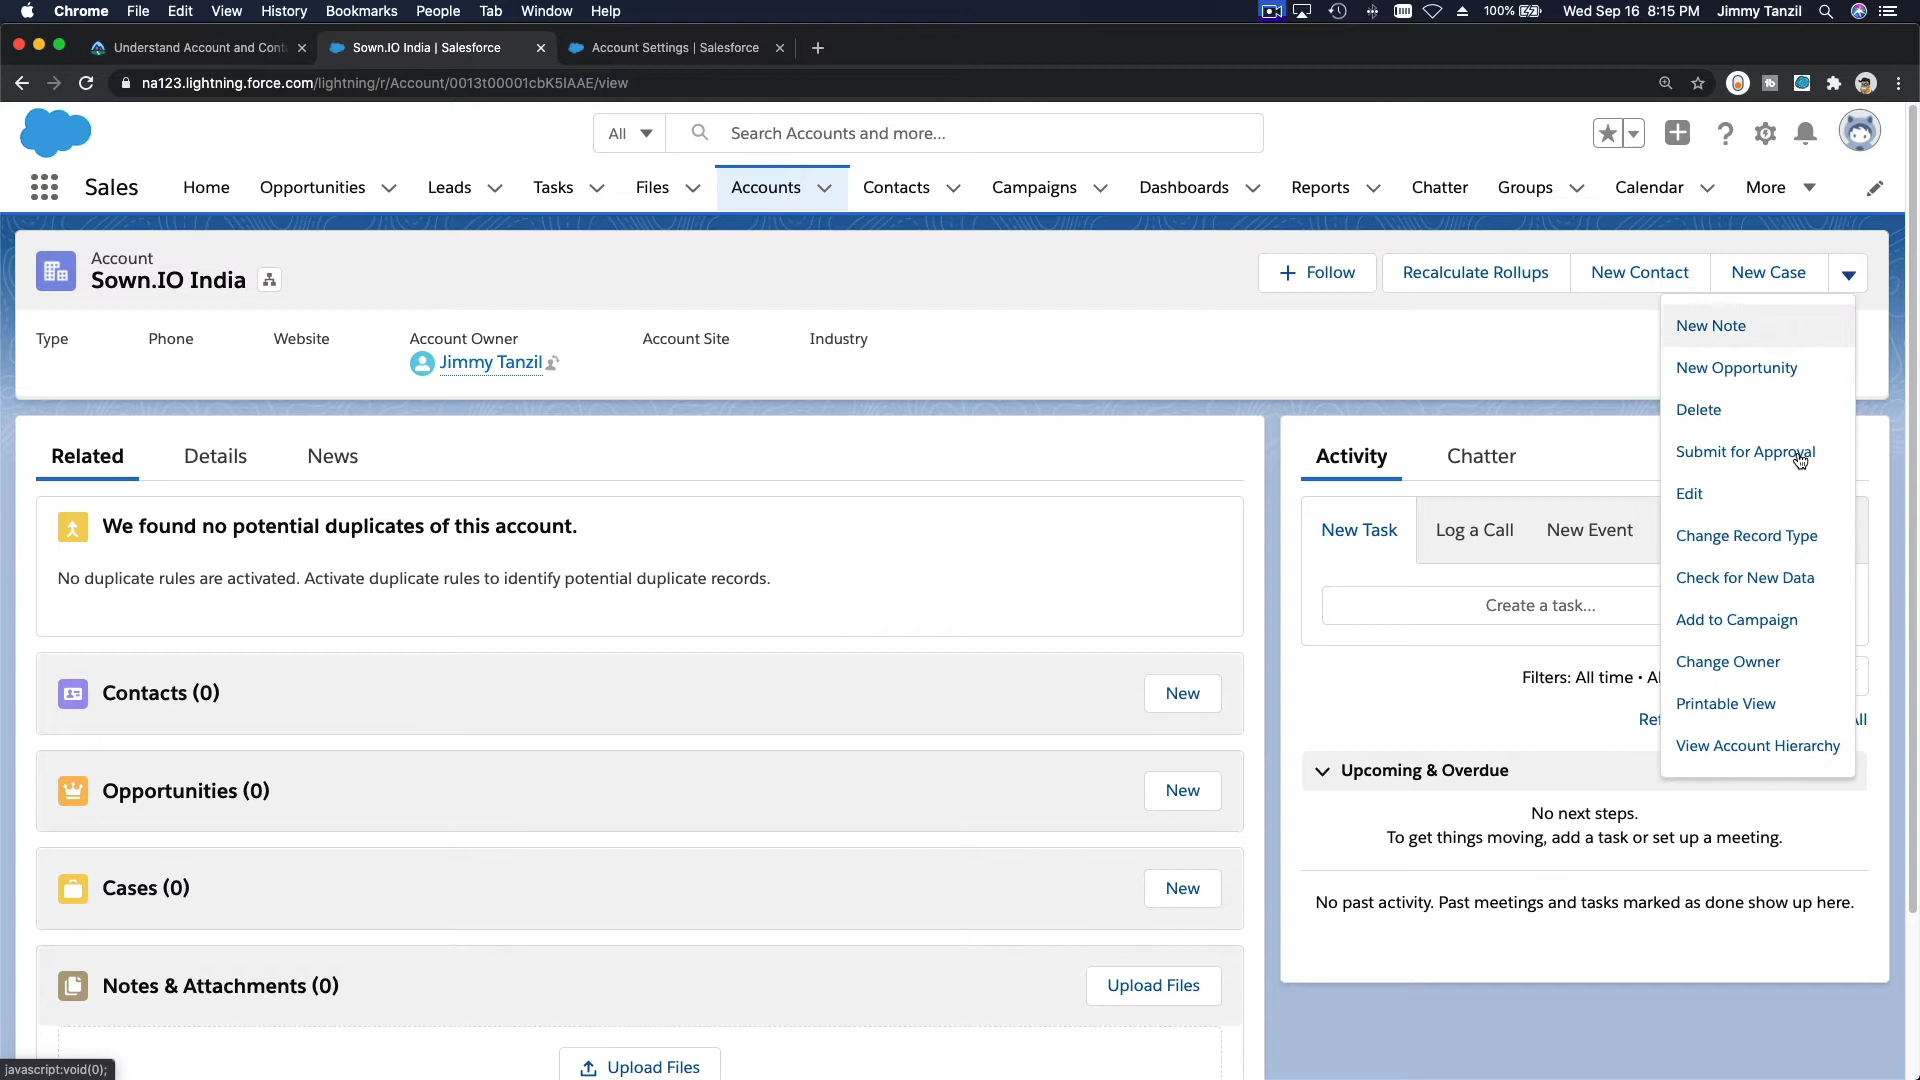 Chrome File Edit View History Bookmarks People Tab Window Help 100% Wed Sep 16 8:15 PM Jimmy Tanzil
Understand Account and Cont Sown.IO India | Salesforce Account Settings | Salesforce
na123.lightning.force.com/lightning/r/Account/0013t00001cbK5IAAE/view
All Search Accounts and more...
Sales Home Opportunities Leads Tasks Files Accounts Contacts Campaigns Dashboards Reports Chatter Groups Calendar More
Account
Sown.IO India
Follow Recalculate Rollups New Contact New Case
Type Phone Website Account Owner Account Site Industry
Jimmy Tanzil
New Note
New Opportunity
Delete
Submit for Approval
Edit
Change Record Type
Check for New Data
Add to Campaign
Change Owner
Printable View
View Account Hierarchy
Related Details News
We found no potential duplicates of this account.
No duplicate rules are activated. Activate duplicate rules to identify potential duplicate records.
Contacts (0) New
Opportunities (0) New
Cases (0) New
Notes & Attachments (0) Upload Files
Upload Files
Activity Chatter
New Task Log a Call New Event
Create a task...
Filters: All time • Al
Ref All
Upcoming & Overdue
No next steps.
To get things moving, add a task or set up a meeting.
No past activity. Past meetings and tasks marked as done show up here.
javascript:void(0);